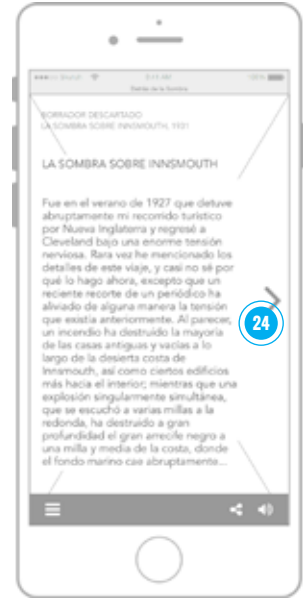 9:41 AM
100%
Detrás de la Sombra
BORRADOR DESCARTADO
LA SOMBRA SOBRE INNSMOUTH, 1931
LA SOMBRA SOBRE INNSMOUTH
Fue en el verano de 1927 que detuve
abruptamente mi recorrido turístico
por Nueva Inglaterra y regresé a
Cleveland bajo una enorme tensión
nerviosa. Rara vez he mencionado los
detalles de este viaje, y casi no sé por
qué lo hago ahora, excepto que un
reciente recorte de un periódico ha
aliviado de alguna manera la tensión
que existía anteriormente. Al parecer,
un incendio ha destruido la mayoría
de las casas antiguas y vacías a lo
largo de la desierta costa de
Innsmouth, así como ciertos edificios
más hacia el interior; mientras que una
explosión singularmente simultánea,
que se escuchó a varias millas a la
redonda, ha destruido a gran
profundidad el gran arrecife negro a
una milla y media de la costa, donde
el fondo marino cae abruptamente...
24